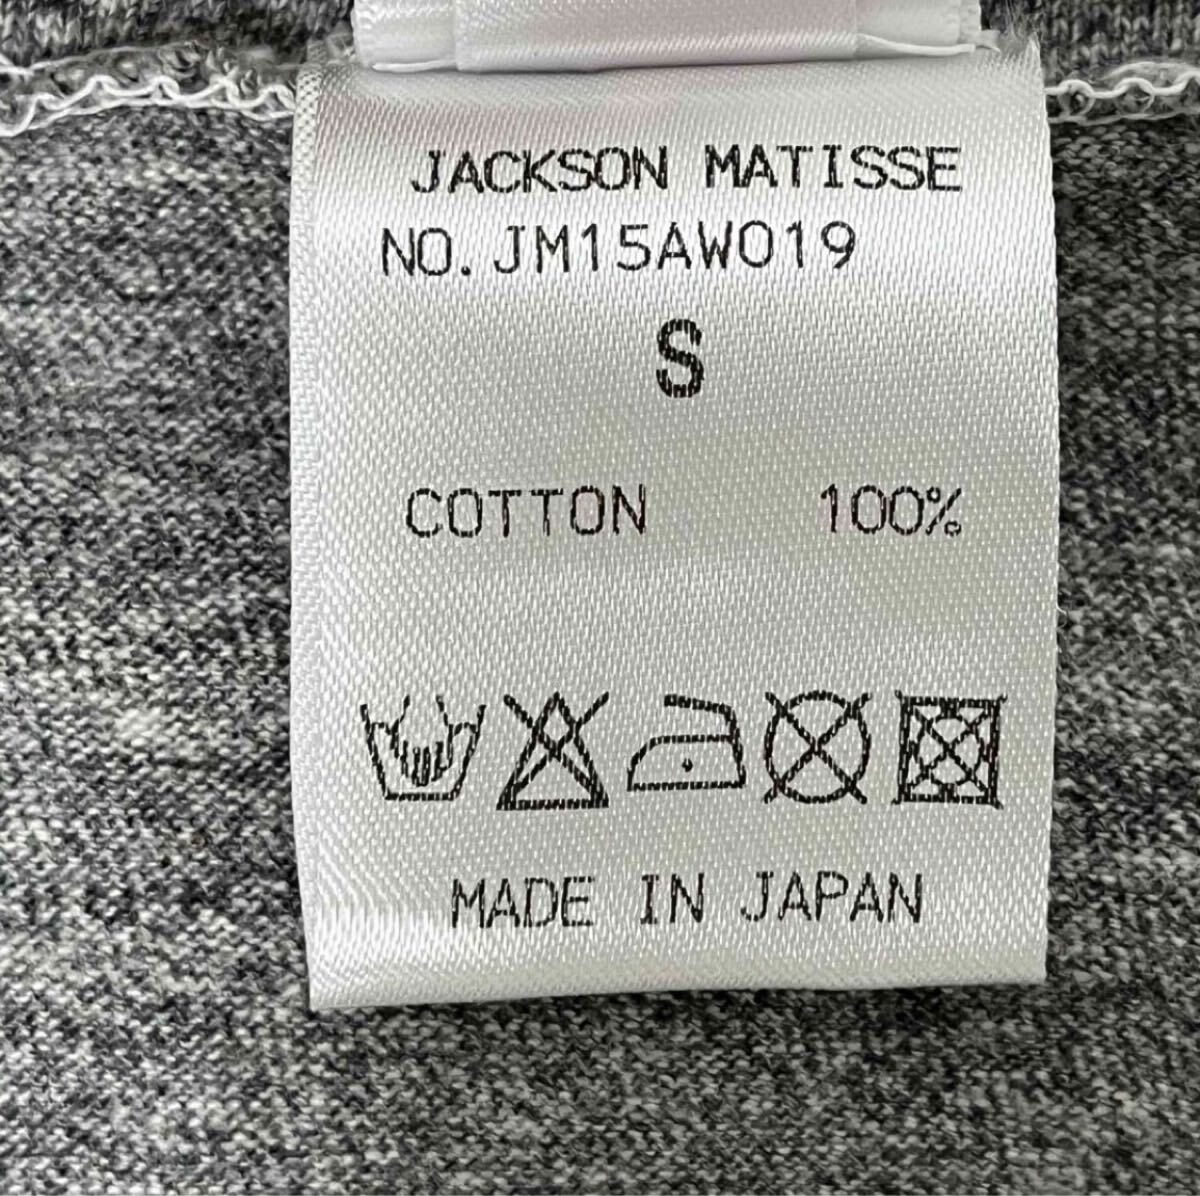 JACKSON MATISSE
NO.JM15AW019
S
COTTON 100%
MADE IN JAPAN